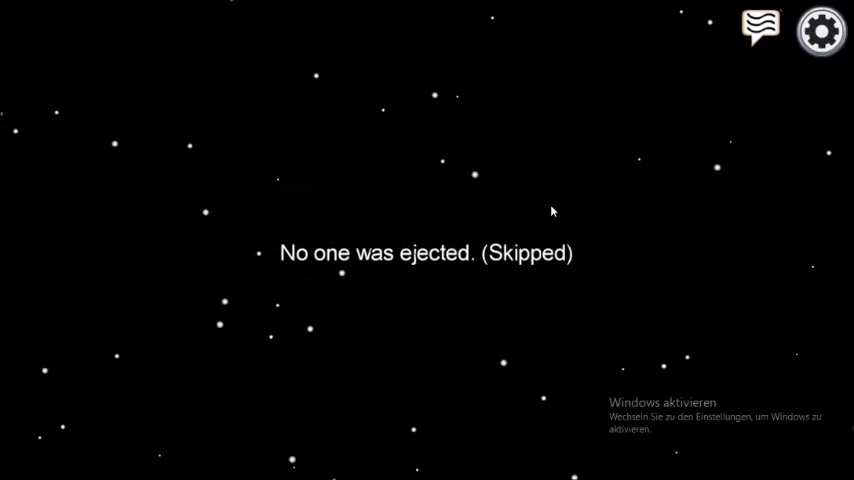 No one was ejected. (Skipped)
Windows aktivieren
Wechseln Sie zu den Einstellungen, um Windows zu
aktivieren.